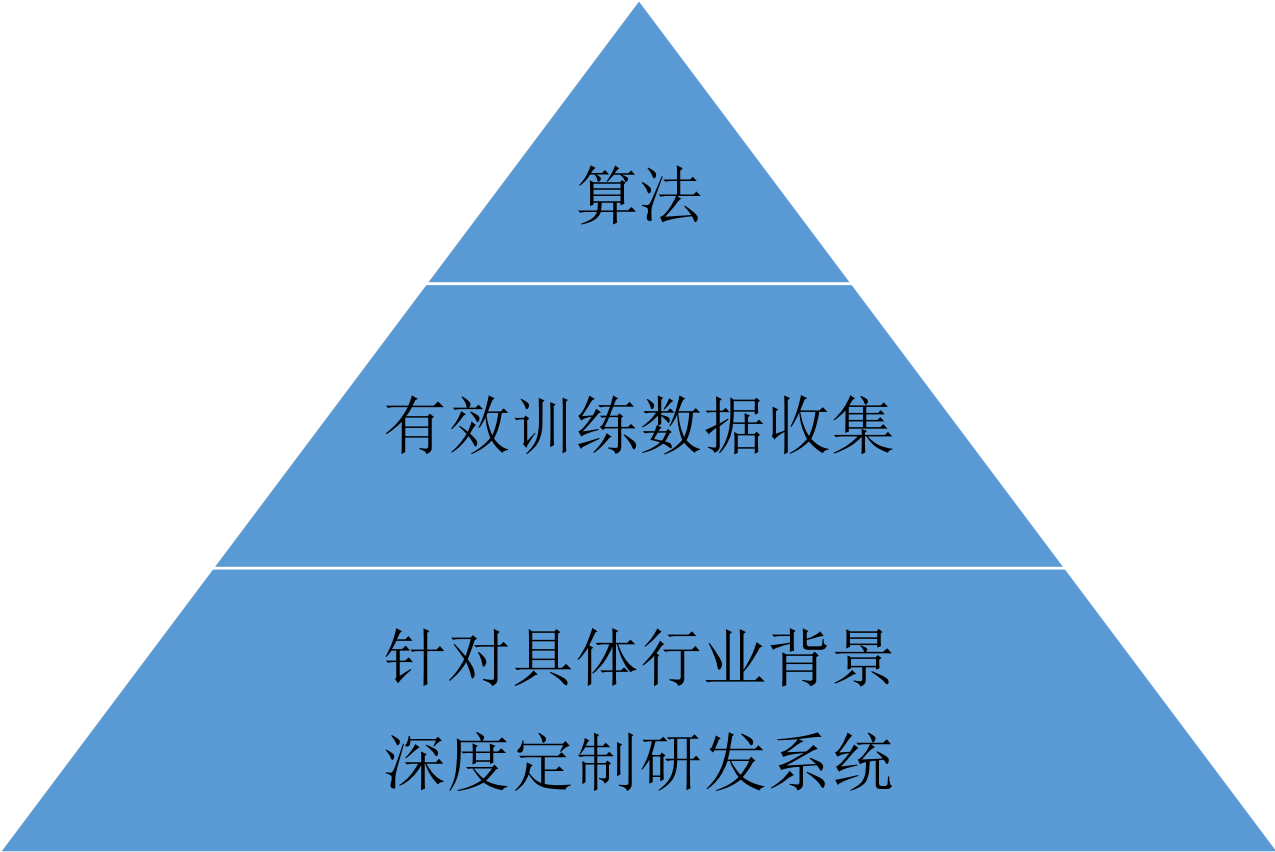 算法
有效训练数据收集
针对具体行业背景
深度定制研发系统